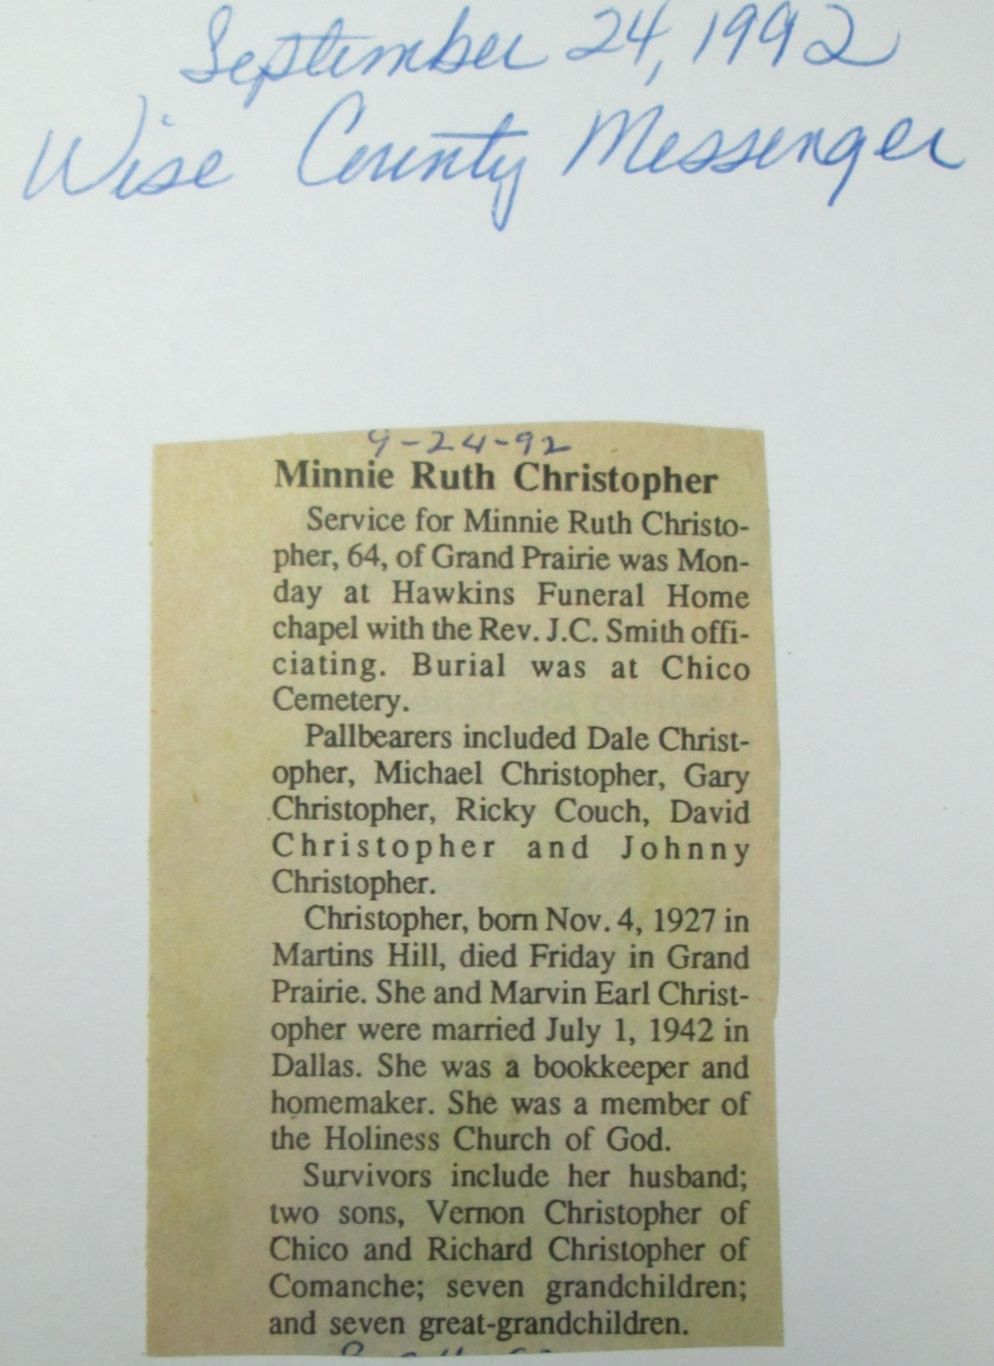 September 24, 1992
Wise County Messenger
9-24-92
Minnie Ruth Christopher
Service for Minnie Ruth Christo-
pher, 64, of Grand Prairie was Mon-
day at Hawkins Funeral Home
chapel with the Rev. J.C. Smith offi-
ciating. Burial was at Chico
Cemetery.
Pallbearers included Dale Christ-
opher, Michael Christopher, Gary
Christopher, Ricky Couch, David
Christopher and Johnny
Christopher.
Christopher, born Nov. 4, 1927 in
Martins Hill, died Friday in Grand
Prairie. She and Marvin Earl Christ-
opher were married July 1, 1942 in
Dallas. She was a bookkeeper and
homemaker. She was a member of
the Holiness Church of God.
Survivors include her husband;
two sons, Vernon Christopher of
Chico and Richard Christopher of
Comanche; seven grandchildren;
and seven great-grandchildren.